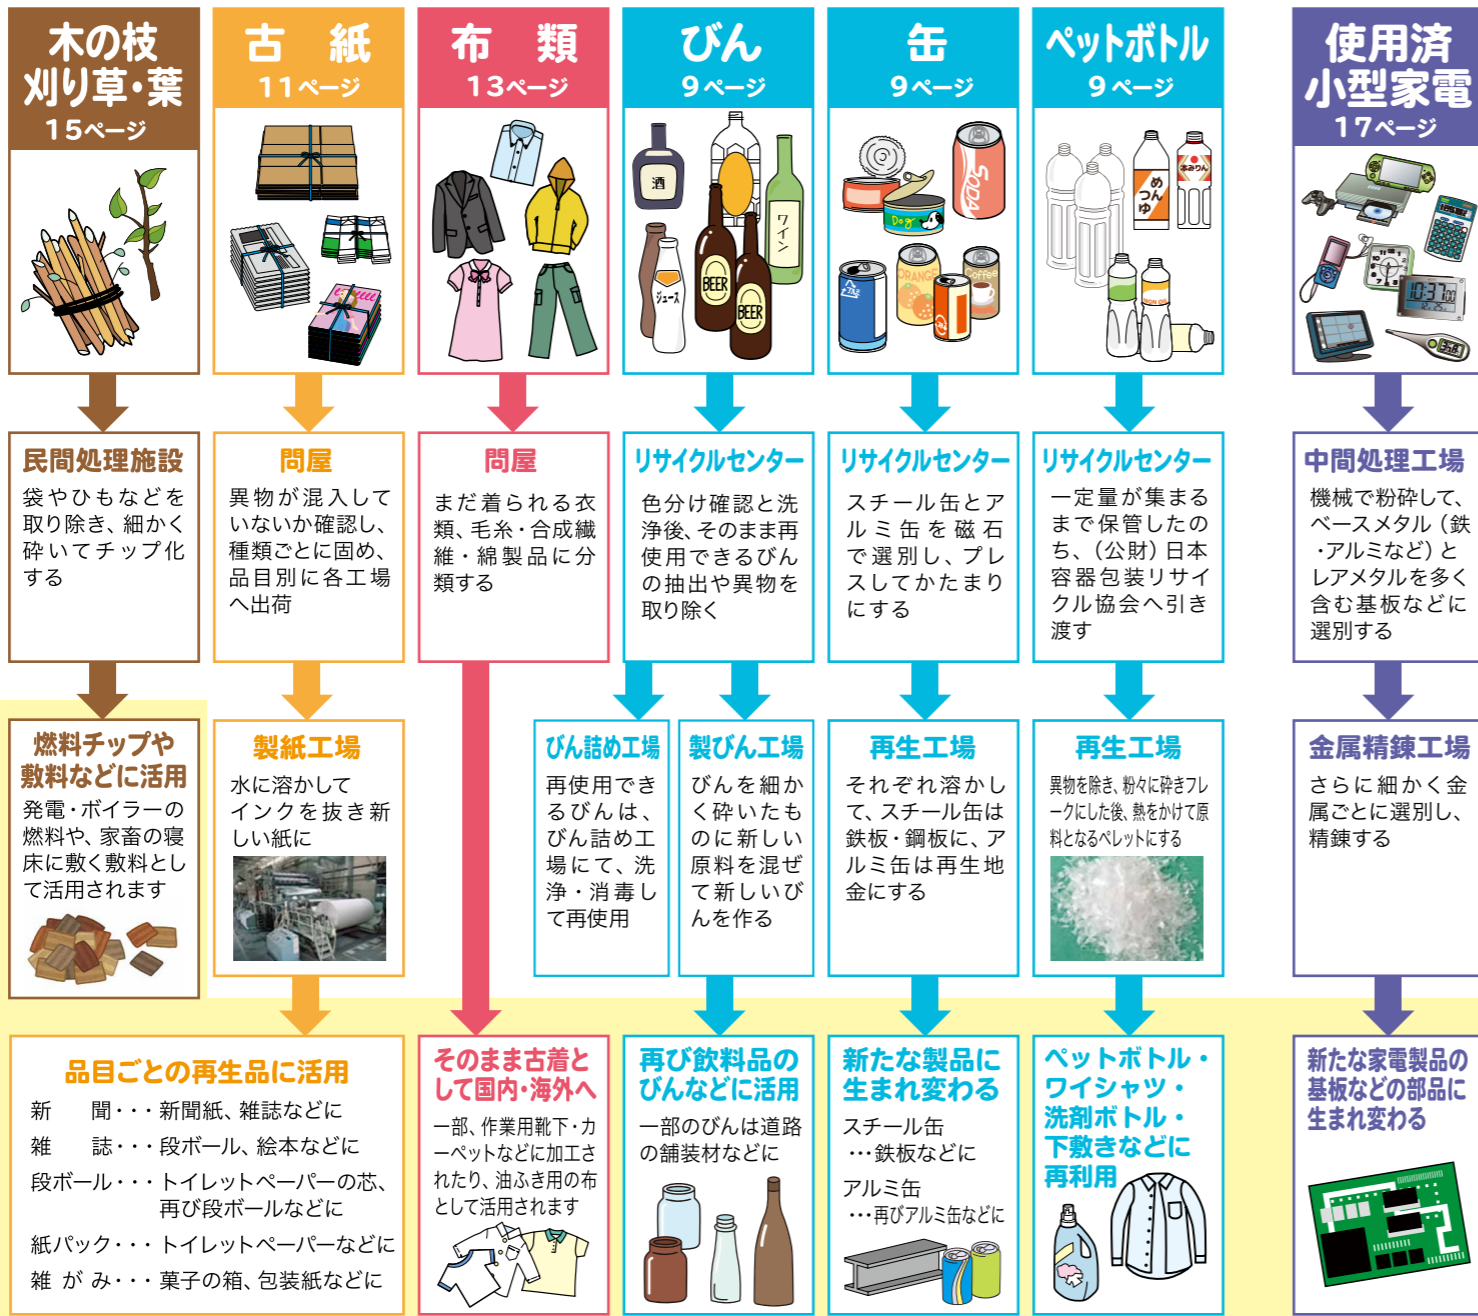 木の枝
刈り草・葉
15ページ
古紙
11ページ
布類
13ページ
びん
9ページ
缶
9ページ
ペットボトル
9ページ
使用済
小型家電
17ページ
酒
ワイン
ジュース
BEER
BEER
SODA
Dog
ORANGE
Coffee
めんつゆ
本みりん
民間処理施設
袋やひもなどを
取り除き、細かく
砕いてチップ化
する
問屋
異物が混入して
いないか確認し、
種類ごとに固め、
品目別に各工場
へ出荷
問屋
まだ着られる衣
類、毛糸・合成繊
維・綿製品に分
類する
リサイクルセンター
色分け確認と洗
浄後、そのまま再
使用できるびん
の抽出や異物を
取り除く
リサイクルセンター
スチール缶とア
ルミ缶を磁石
で選別し、プレ
スしてかたまり
にする
リサイクルセンター
一定量が集まる
まで保管したの
ち、(公財)日本
容器包装リサイ
クル協会へ引き
渡す
中間処理工場
機械で粉砕して、
ベースメタル(鉄
・アルミなど)と
レアメタルを多く
含む基板などに
選別する
燃料チップや
敷料などに活用
発電・ボイラーの
燃料や、家畜の寝
床に敷く敷料とし
て活用されます
製紙工場
水に溶かして
インクを抜き新
しい紙に
びん詰め工場
再使用でき
るびんは、
びん詰め工
場にて、洗
浄・消毒し
て再使用
製びん工場
びんを細か
く砕いたも
のに新しい
原料を混ぜ
て新しいび
んを作る
再生工場
それぞれ溶かし
て、スチール缶は
鉄板・鋼板に、ア
ルミ缶は再生地
金にする
再生工場
異物を除き、粉々に砕きフレ
ークにした後、熱をかけて原
料となるペレットにする
金属精錬工場
さらに細かく金
属ごとに選別し、
精錬する
品目ごとの再生品に活用
新聞・・・新聞紙、雑誌などに
雑誌・・・段ボール、絵本などに
段ボール・・・トイレットペーパーの芯、
再び段ボールなどに
紙パック・・・トイレットペーパーなどに
雑がみ・・・菓子の箱、包装紙などに
そのまま古着と
して国内・海外へ
一部、作業用靴下・カ
ーペットなどに加工さ
れたり、油ふき用の布
として活用されます
再び飲料品の
びんなどに活用
一部のびんは道路
の舗装材などに
新たな製品に
生まれ変わる
スチール缶
…鉄板などに
アルミ缶
…再びアルミ缶などに
ペットボトル・
ワイシャツ・
洗剤ボトル・
下敷きなどに
再利用
新たな家電製品の
基板などの部品に
生まれ変わる